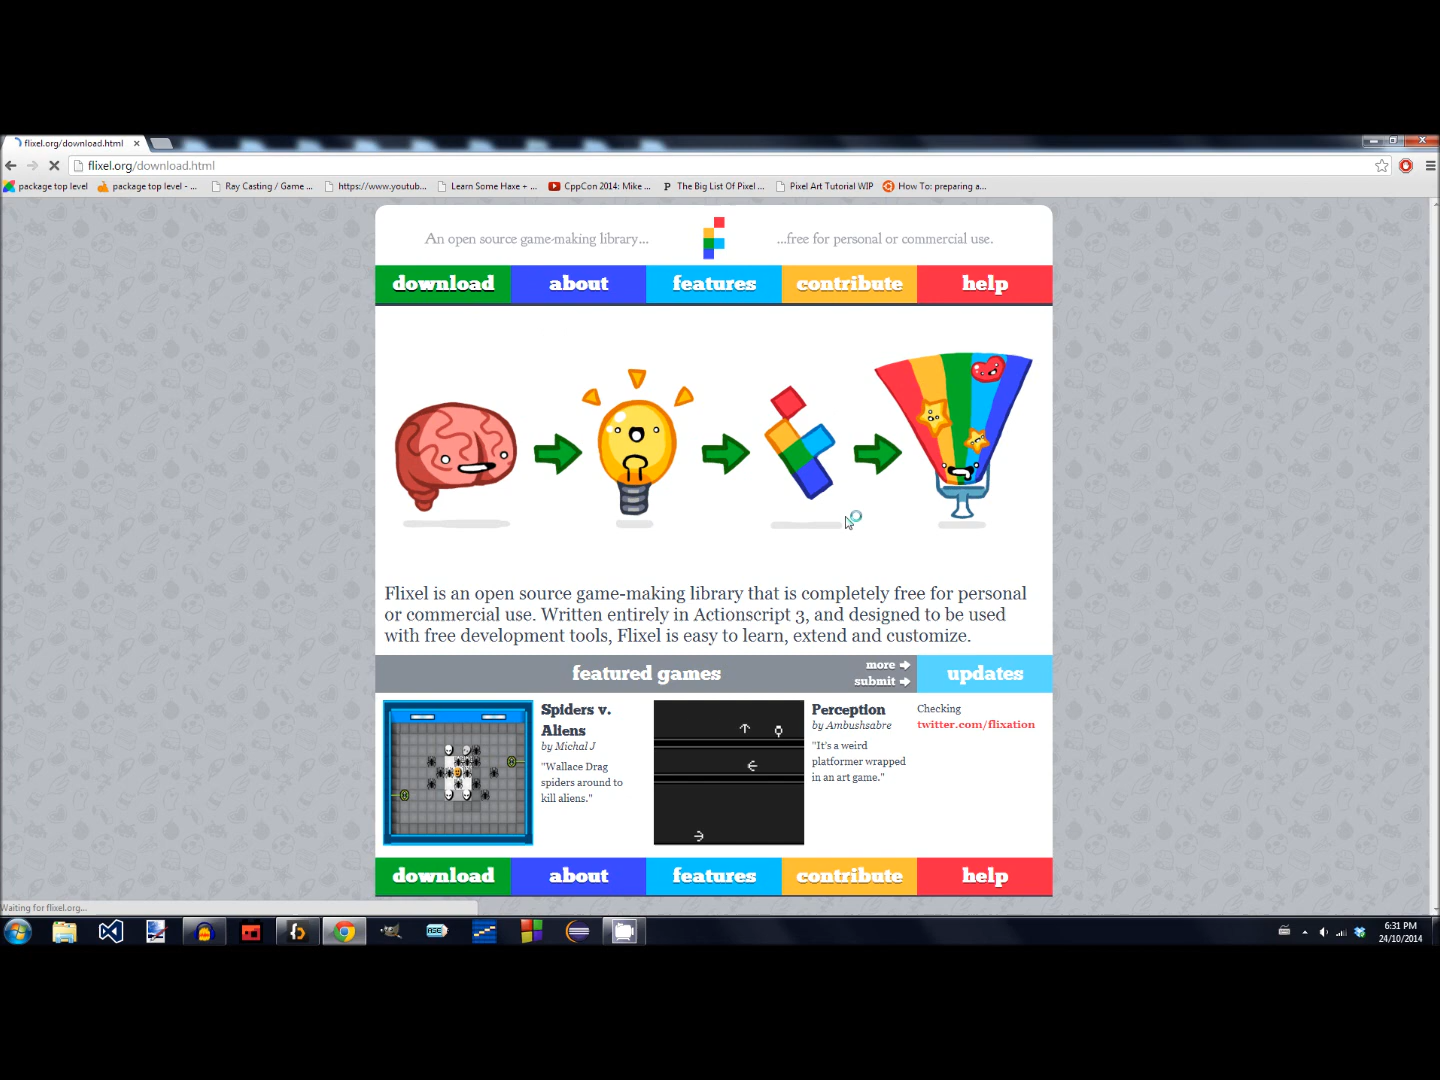 flixel.org/download.html
flixel.org/download.html
package top level
package top level - ...
Ray Casting / Game ...
https://www.youtub...
Learn Some Haxe + ...
CppCon 2014: Mike ...
The Big List Of Pixel ...
Pixel Art Tutorial WIP
How To: preparing a...
An open source game-making library...
...free for personal or commercial use.
download about features contribute help
Flixel is an open source game-making library that is completely free for personal
or commercial use. Written entirely in Actionscript 3, and designed to be used
with free development tools, Flixel is easy to learn, extend and customize.
featured games
more
submit
updates
Spiders v.
Aliens
by Michal J
"Wallace Drag
spiders around to
kill aliens."
Perception
by Ambushsabre
"It's a weird
platformer wrapped
in an art game."
Checking
twitter.com/flixation
download about features contribute help
Waiting for flixel.org...
ASE
6:31 PM
24/10/2014